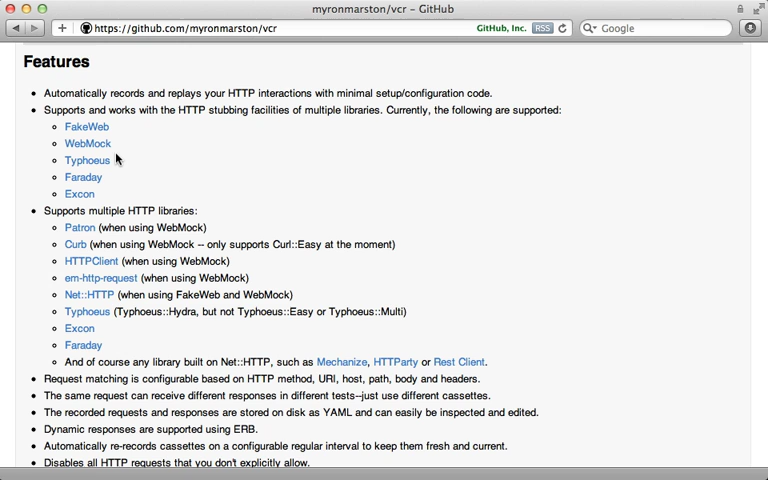 myronmarston/vcr – GitHub
https://github.com/myronmarston/vcr
GitHub, Inc.
RSS
Google
Features
Automatically records and replays your HTTP interactions with minimal setup/configuration code.
Supports and works with the HTTP stubbing facilities of multiple libraries. Currently, the following are supported:
FakeWeb
WebMock
Typhoeus
Faraday
Excon
Supports multiple HTTP libraries:
Patron (when using WebMock)
Curb (when using WebMock -- only supports Curl::Easy at the moment)
HTTPClient (when using WebMock)
em-http-request (when using WebMock)
Net::HTTP (when using FakeWeb and WebMock)
Typhoeus (Typhoeus::Hydra, but not Typhoeus::Easy or Typhoeus::Multi)
Excon
Faraday
And of course any library built on Net::HTTP, such as Mechanize, HTTParty or Rest Client.
Request matching is configurable based on HTTP method, URI, host, path, body and headers.
The same request can receive different responses in different tests--just use different cassettes.
The recorded requests and responses are stored on disk as YAML and can easily be inspected and edited.
Dynamic responses are supported using ERB.
Automatically re-records cassettes on a configurable regular interval to keep them fresh and current.
Disables all HTTP requests that you don't explicitly allow.